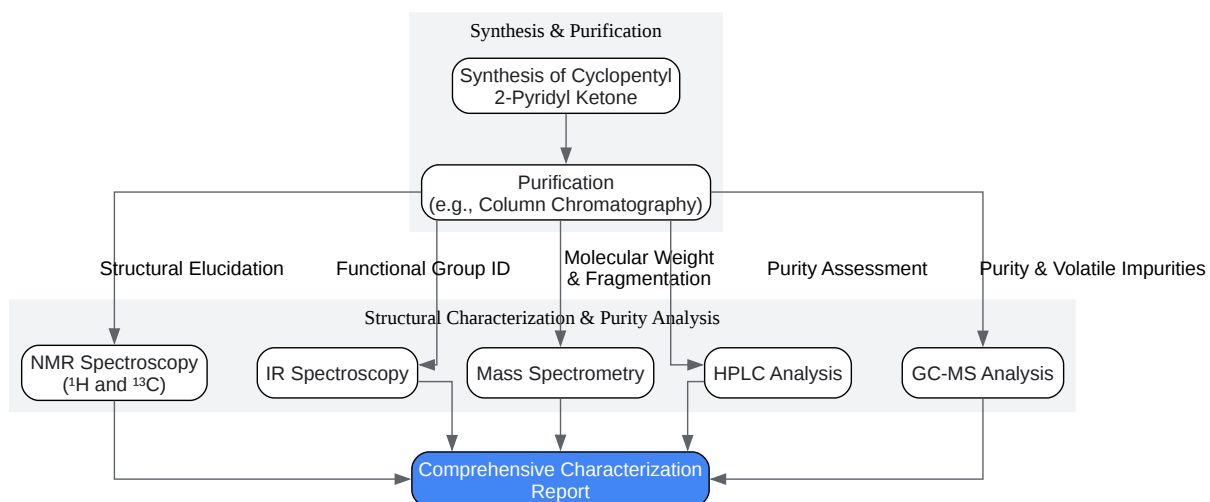 Synthesis & Purification
Synthesis of Cyclopentyl
2-Pyridyl Ketone
Purification
(e.g., Column Chromatography)
Structural Elucidation
Functional Group ID
Molecular Weight
& Fragmentation
Purity Assessment
Purity & Volatile Impurities
Structural Characterization & Purity Analysis
NMR Spectroscopy
(¹H and ¹³C)
IR Spectroscopy
Mass Spectrometry
HPLC Analysis
GC-MS Analysis
Comprehensive Characterization
Report